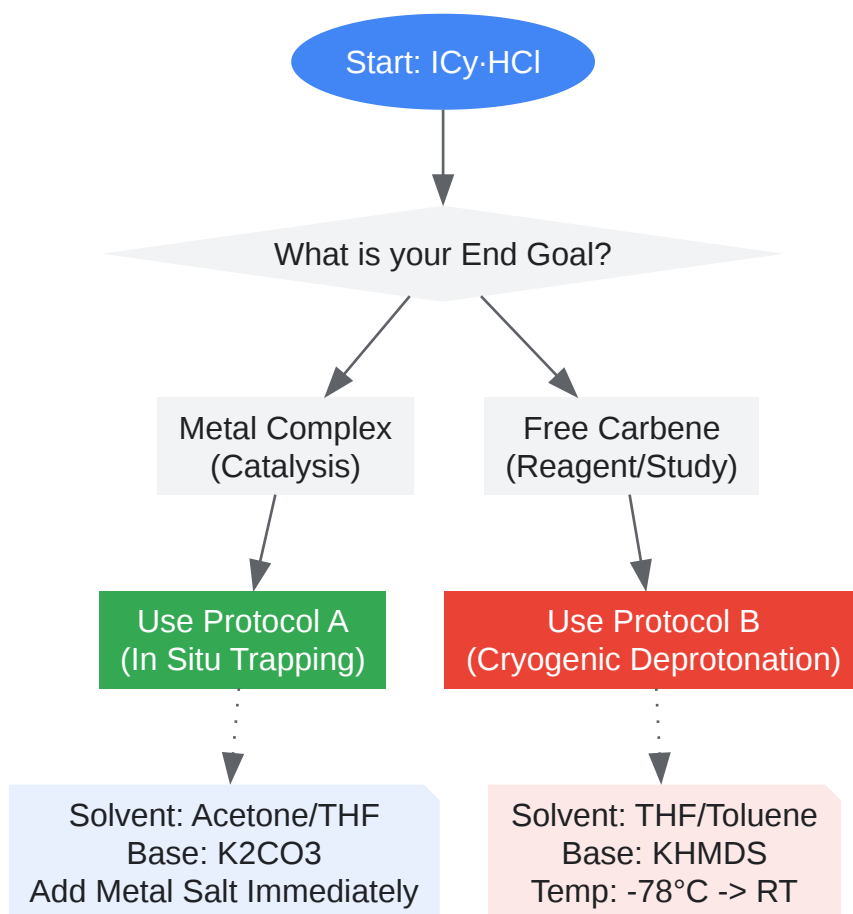 Start: ICy·HCl
What is your End Goal?
Metal Complex
(Catalysis)
Free Carbene
(Reagent/Study)
Use Protocol A
(In Situ Trapping)
Use Protocol B
(Cryogenic Deprotonation)
Solvent: Acetone/THF
Base: K2CO3
Add Metal Salt Immediately
Solvent: THF/Toluene
Base: KHMDS
Temp: -78°C -> RT